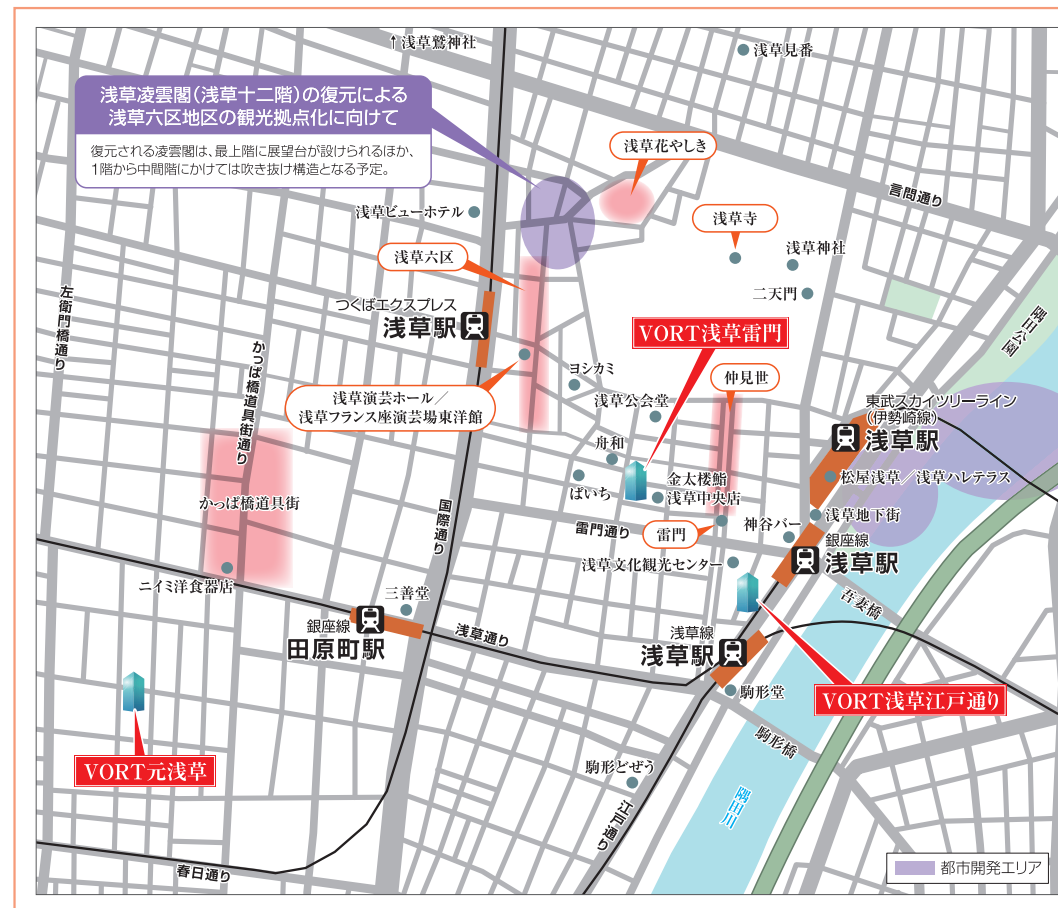 ↑浅草鷲神社
浅草見番
浅草凌雲閣(浅草十二階)の復元による
浅草六区地区の観光拠点化に向けて
復元される凌雲閣は、最上階に展望台が設けられるほか、
1階から中間階にかけては吹き抜け構造となる予定。
浅草花やしき
言問通り
浅草ビューホテル
浅草寺
浅草神社
浅草六区
二天門
左衛門橋通り
つくばエクスプレス
浅草駅
隅田公園
かっぱ橋道具街通り
VORT浅草雷門
ヨシカミ
仲見世
浅草演芸ホール/
浅草フランス座演芸場東洋館
浅草公会堂
東武スカイツリーライン
(伊勢崎線)
浅草駅
舟和
金太楼鮨
浅草中央店
松屋浅草/浅草ハレテラス
ぱいち
かっぱ橋道具街
国際通り
雷門通り
雷門
神谷バー
浅草地下街
銀座線
浅草駅
浅草文化観光センター
ニイミ洋食器店
三善堂
吾妻橋
銀座線
田原町駅
浅草通り
浅草線
浅草駅
駒形堂
VORT浅草江戸通り
駒形橋
VORT元浅草
駒形どぜう
江戸通り
隅田川
春日通り
都市開発エリア